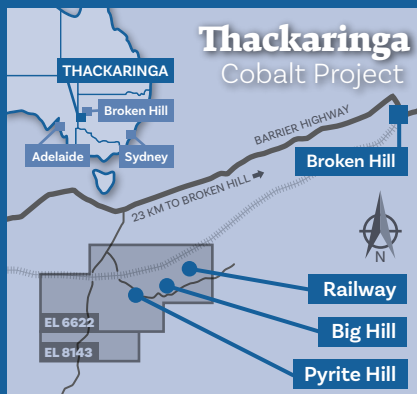 Thackaringa
Cobalt Project
THACKARINGA
Broken Hill
Adelaide
Sydney
BARRIER HIGHWAY
Broken Hill
23 KM TO BROKEN HILL
N
Railway
EL 6622
Big Hill
EL 8143
Pyrite Hill